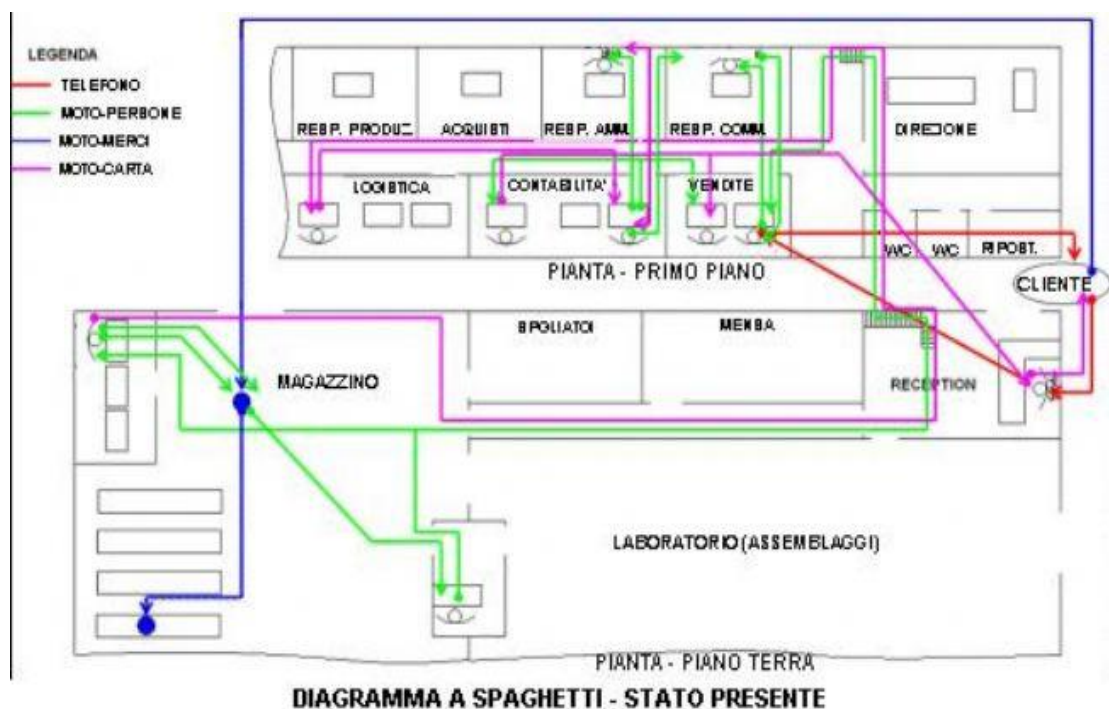 LEGENDA
TELEFONO
MOTO-PERSONE
MOTO-MERCI
MOTO-CARTA
RESP. PRODUZ. ACQUISTI RESP. AMM. RESP. COMM. DIREZIONE
LOGISTICA CONTABILITA' VENDITE
WC WC RIPOST.
PIANTA - PRIMO PIANO
CLIENTE
SPOGLIATOI MENSA
MAGAZZINO RECEPTION
LABORATORIO (ASSEMBLAGGI)
PIANTA - PIANO TERRA
DIAGRAMMA A SPAGHETTI - STATO PRESENTE